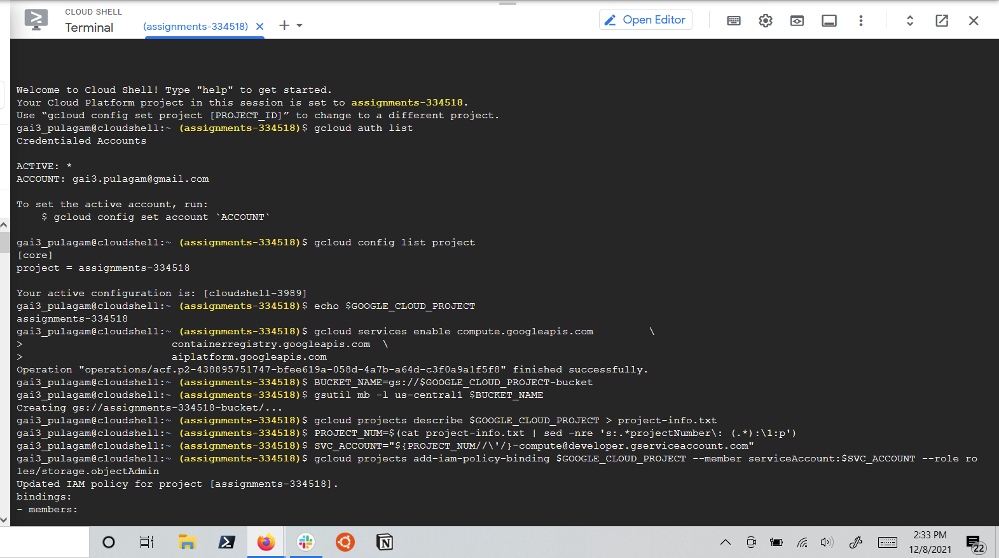 CLOUD SHELL
Terminal
(assignments-334518)
Open Editor
Welcome to Cloud Shell! Type "help" to get started.
Your Cloud Platform project in this session is set to assignments-334518.
Use “gcloud config set project [PROJECT_ID]” to change to a different project.
gai3_pulagam@cloudshell:~ (assignments-334518)$ gcloud auth list
Credentialed Accounts
ACTIVE: *
ACCOUNT: gai3.pulagam@gmail.com
To set the active account, run:
    $ gcloud config set account `ACCOUNT`
gai3_pulagam@cloudshell:~ (assignments-334518)$ gcloud config list project
[core]
project = assignments-334518
Your active configuration is: [cloudshell-3989]
gai3_pulagam@cloudshell:~ (assignments-334518)$ echo $GOOGLE_CLOUD_PROJECT
assignments-334518
gai3_pulagam@cloudshell:~ (assignments-334518)$ gcloud services enable compute.googleapis.com         \
>                        containerregistry.googleapis.com  \
>                        aiplatform.googleapis.com
Operation "operations/acf.p2-438895751747-bfee619a-058d-4a7b-a64d-c3f0a9a1f5f8" finished successfully.
gai3_pulagam@cloudshell:~ (assignments-334518)$ BUCKET_NAME=gs://$GOOGLE_CLOUD_PROJECT-bucket
gai3_pulagam@cloudshell:~ (assignments-334518)$ gsutil mb -l us-central1 $BUCKET_NAME
Creating gs://assignments-334518-bucket/...
gai3_pulagam@cloudshell:~ (assignments-334518)$ gcloud projects describe $GOOGLE_CLOUD_PROJECT > project-info.txt
gai3_pulagam@cloudshell:~ (assignments-334518)$ PROJECT_NUM=$(cat project-info.txt | sed -nre 's:.*projectNumber\: (.*):\1:p')
gai3_pulagam@cloudshell:~ (assignments-334518)$ SVC_ACCOUNT="${PROJECT_NUM//\'/}-compute@developer.gserviceaccount.com"
gai3_pulagam@cloudshell:~ (assignments-334518)$ gcloud projects add-iam-policy-binding $GOOGLE_CLOUD_PROJECT --member serviceAccount:$SVC_ACCOUNT --role ro
les/storage.objectAdmin
Updated IAM policy for project [assignments-334518].
bindings:
- members:
2:33 PM
12/8/2021
22